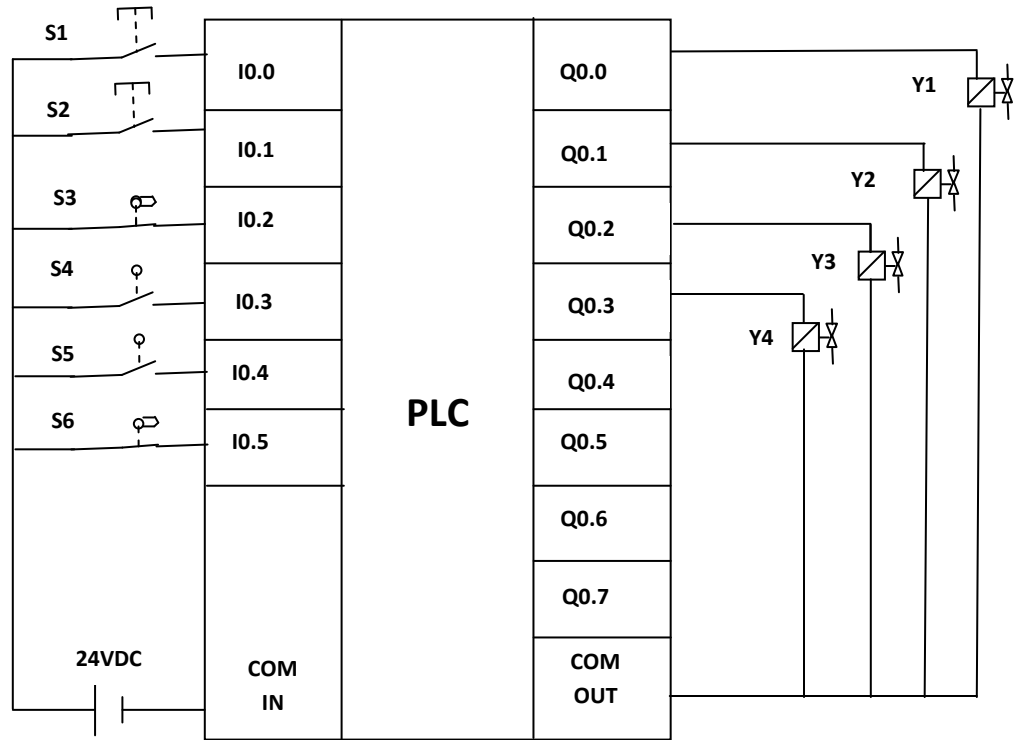 S1
I0.0
Q0.0
Y1
S2
I0.1
Q0.1
Y2
S3
I0.2
Q0.2
Y3
S4
I0.3
Q0.3
Y4
S5
I0.4
Q0.4
PLC
S6
I0.5
Q0.5
Q0.6
Q0.7
24VDC
COM
IN
COM
OUT